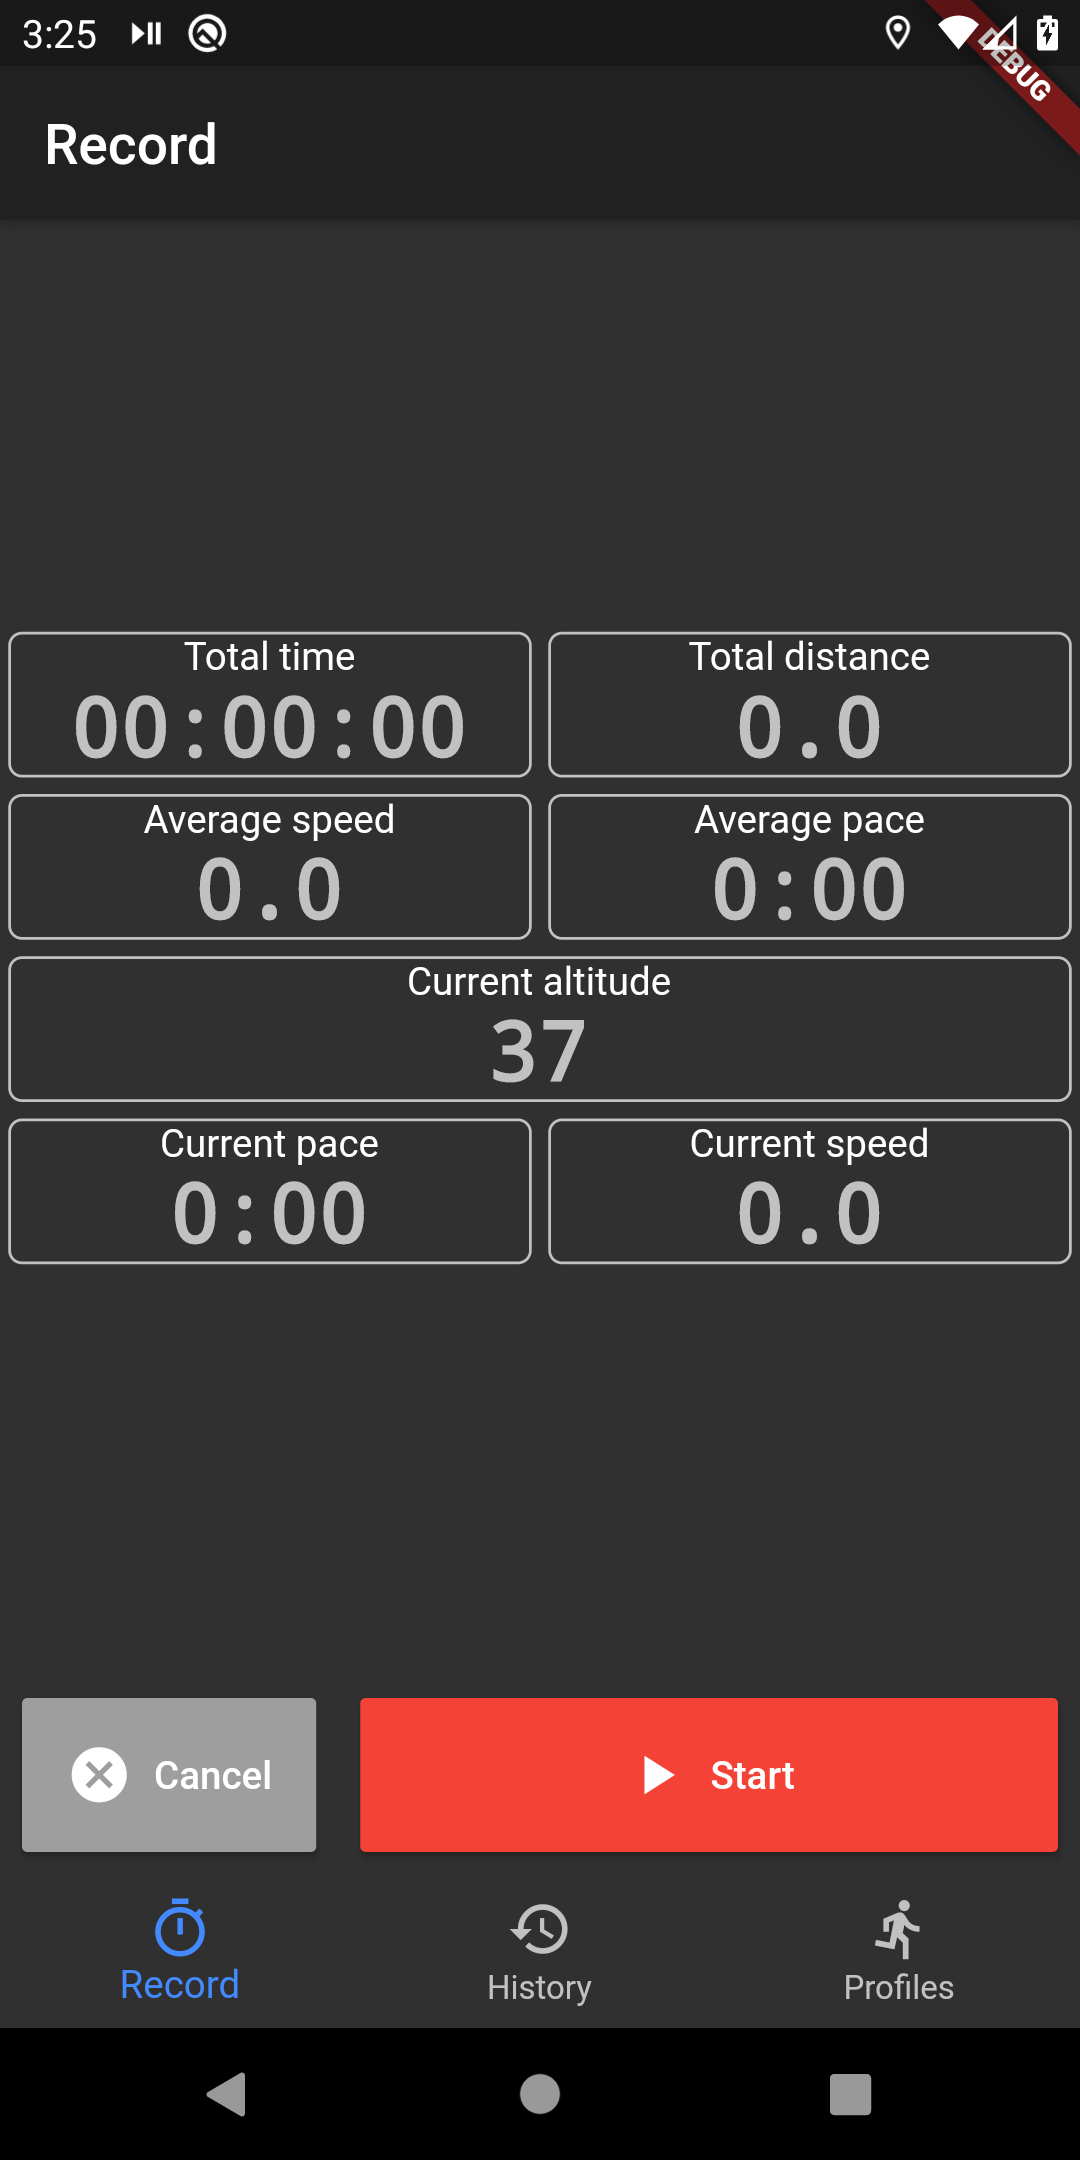 3:25
DEBUG
Record
Total time
Total distance
00:00:00
0.0
Average speed
Average pace
0.0
0:00
Current altitude
37
Current pace
Current speed
0:00
0.0
Cancel
Start
Record
History
Profiles